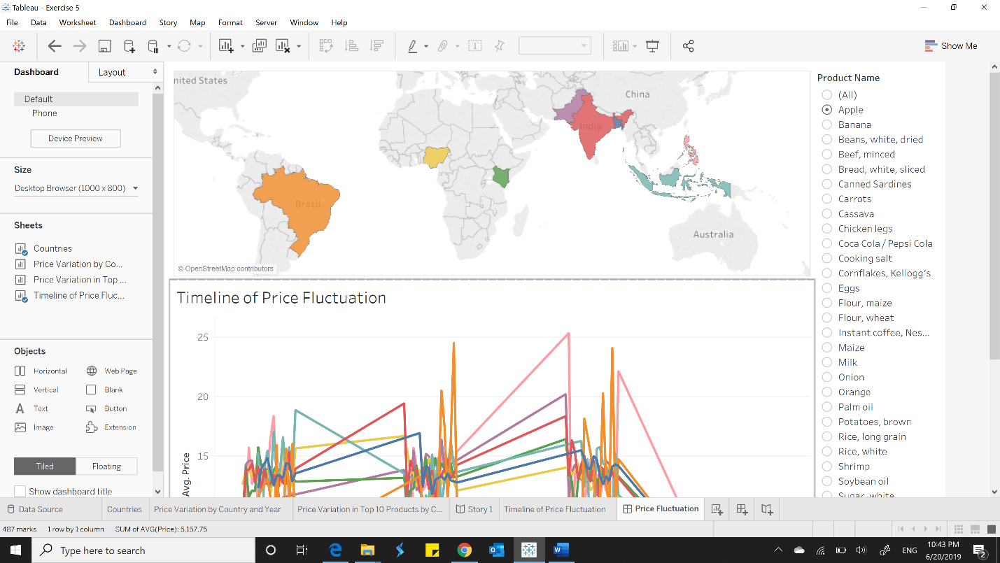 Tableau - Exercise 5
File Data Worksheet Dashboard Story Map Format Server Window Help
Show Me
Dashboard
Layout
Default
Phone
Device Preview
Size
Desktop Browser (1000 x 800)
Sheets
Countries
Price Variation by Co...
Price Variation in Top ...
Timeline of Price Fluc...
Objects
Horizontal
Web Page
Vertical
Blank
Text
Button
Image
Extension
Tiled
Floating
Show dashboard title
nited States
China
India
Brazil
Australia
© OpenStreetMap contributors
Timeline of Price Fluctuation
25
20
15
Avg. Price
Product Name
(All)
Apple
Banana
Beans, white, dried
Beef, minced
Bread, white, sliced
Canned Sardines
Carrots
Cassava
Chicken legs
Coca Cola / Pepsi Cola
Cooking salt
Cornflakes, Kellogg's
Eggs
Flour, maize
Flour, wheat
Instant coffee, Nes...
Maize
Milk
Onion
Orange
Palm oil
Potatoes, brown
Rice, long grain
Rice, white
Shrimp
Soybean oil
Sugar, white
Data Source
Countries
Price Variation by Country and Year
Price Variation in Top 10 Products by C...
Story 1
Timeline of Price Fluctuation
Price Fluctuation
487 marks 1 row by 1 column SUM of AVG(Price): 5,157.75
Type here to search
ENG
10:43 PM
6/20/2019
2